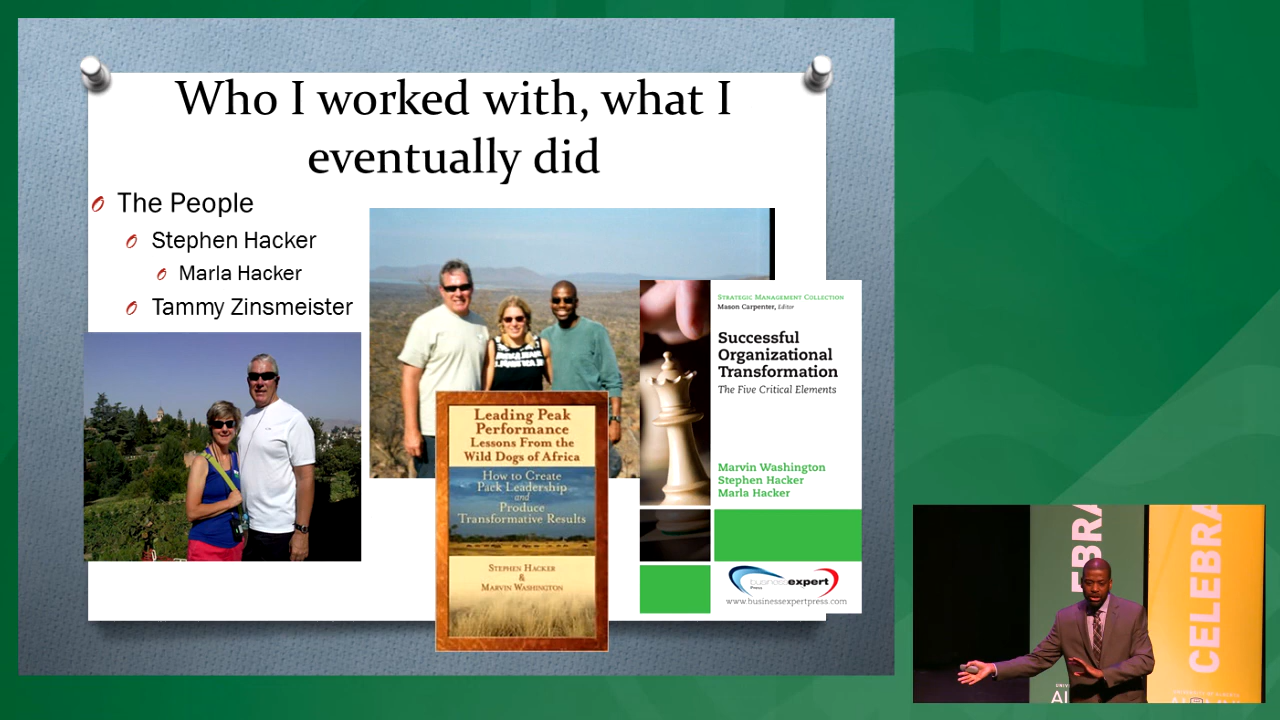 Who I worked with, what I
eventually did
The People
Stephen Hacker
Marla Hacker
Tammy Zinsmeister
Leading Peak
Performance
Lessons From the
Wild Dogs of Africa
How to Create
Pack Leadership
and
Produce
Transformative Results
Stephen Hacker
&
Marvin Washington
Strategic Management Collection
Mason Carpenter, Editor
Successful
Organizational
Transformation
The Five Critical Elements
Marvin Washington
Stephen Hacker
Marla Hacker
business expert
Press
www.businessexpertpress.com
EBRA
CELEBRA